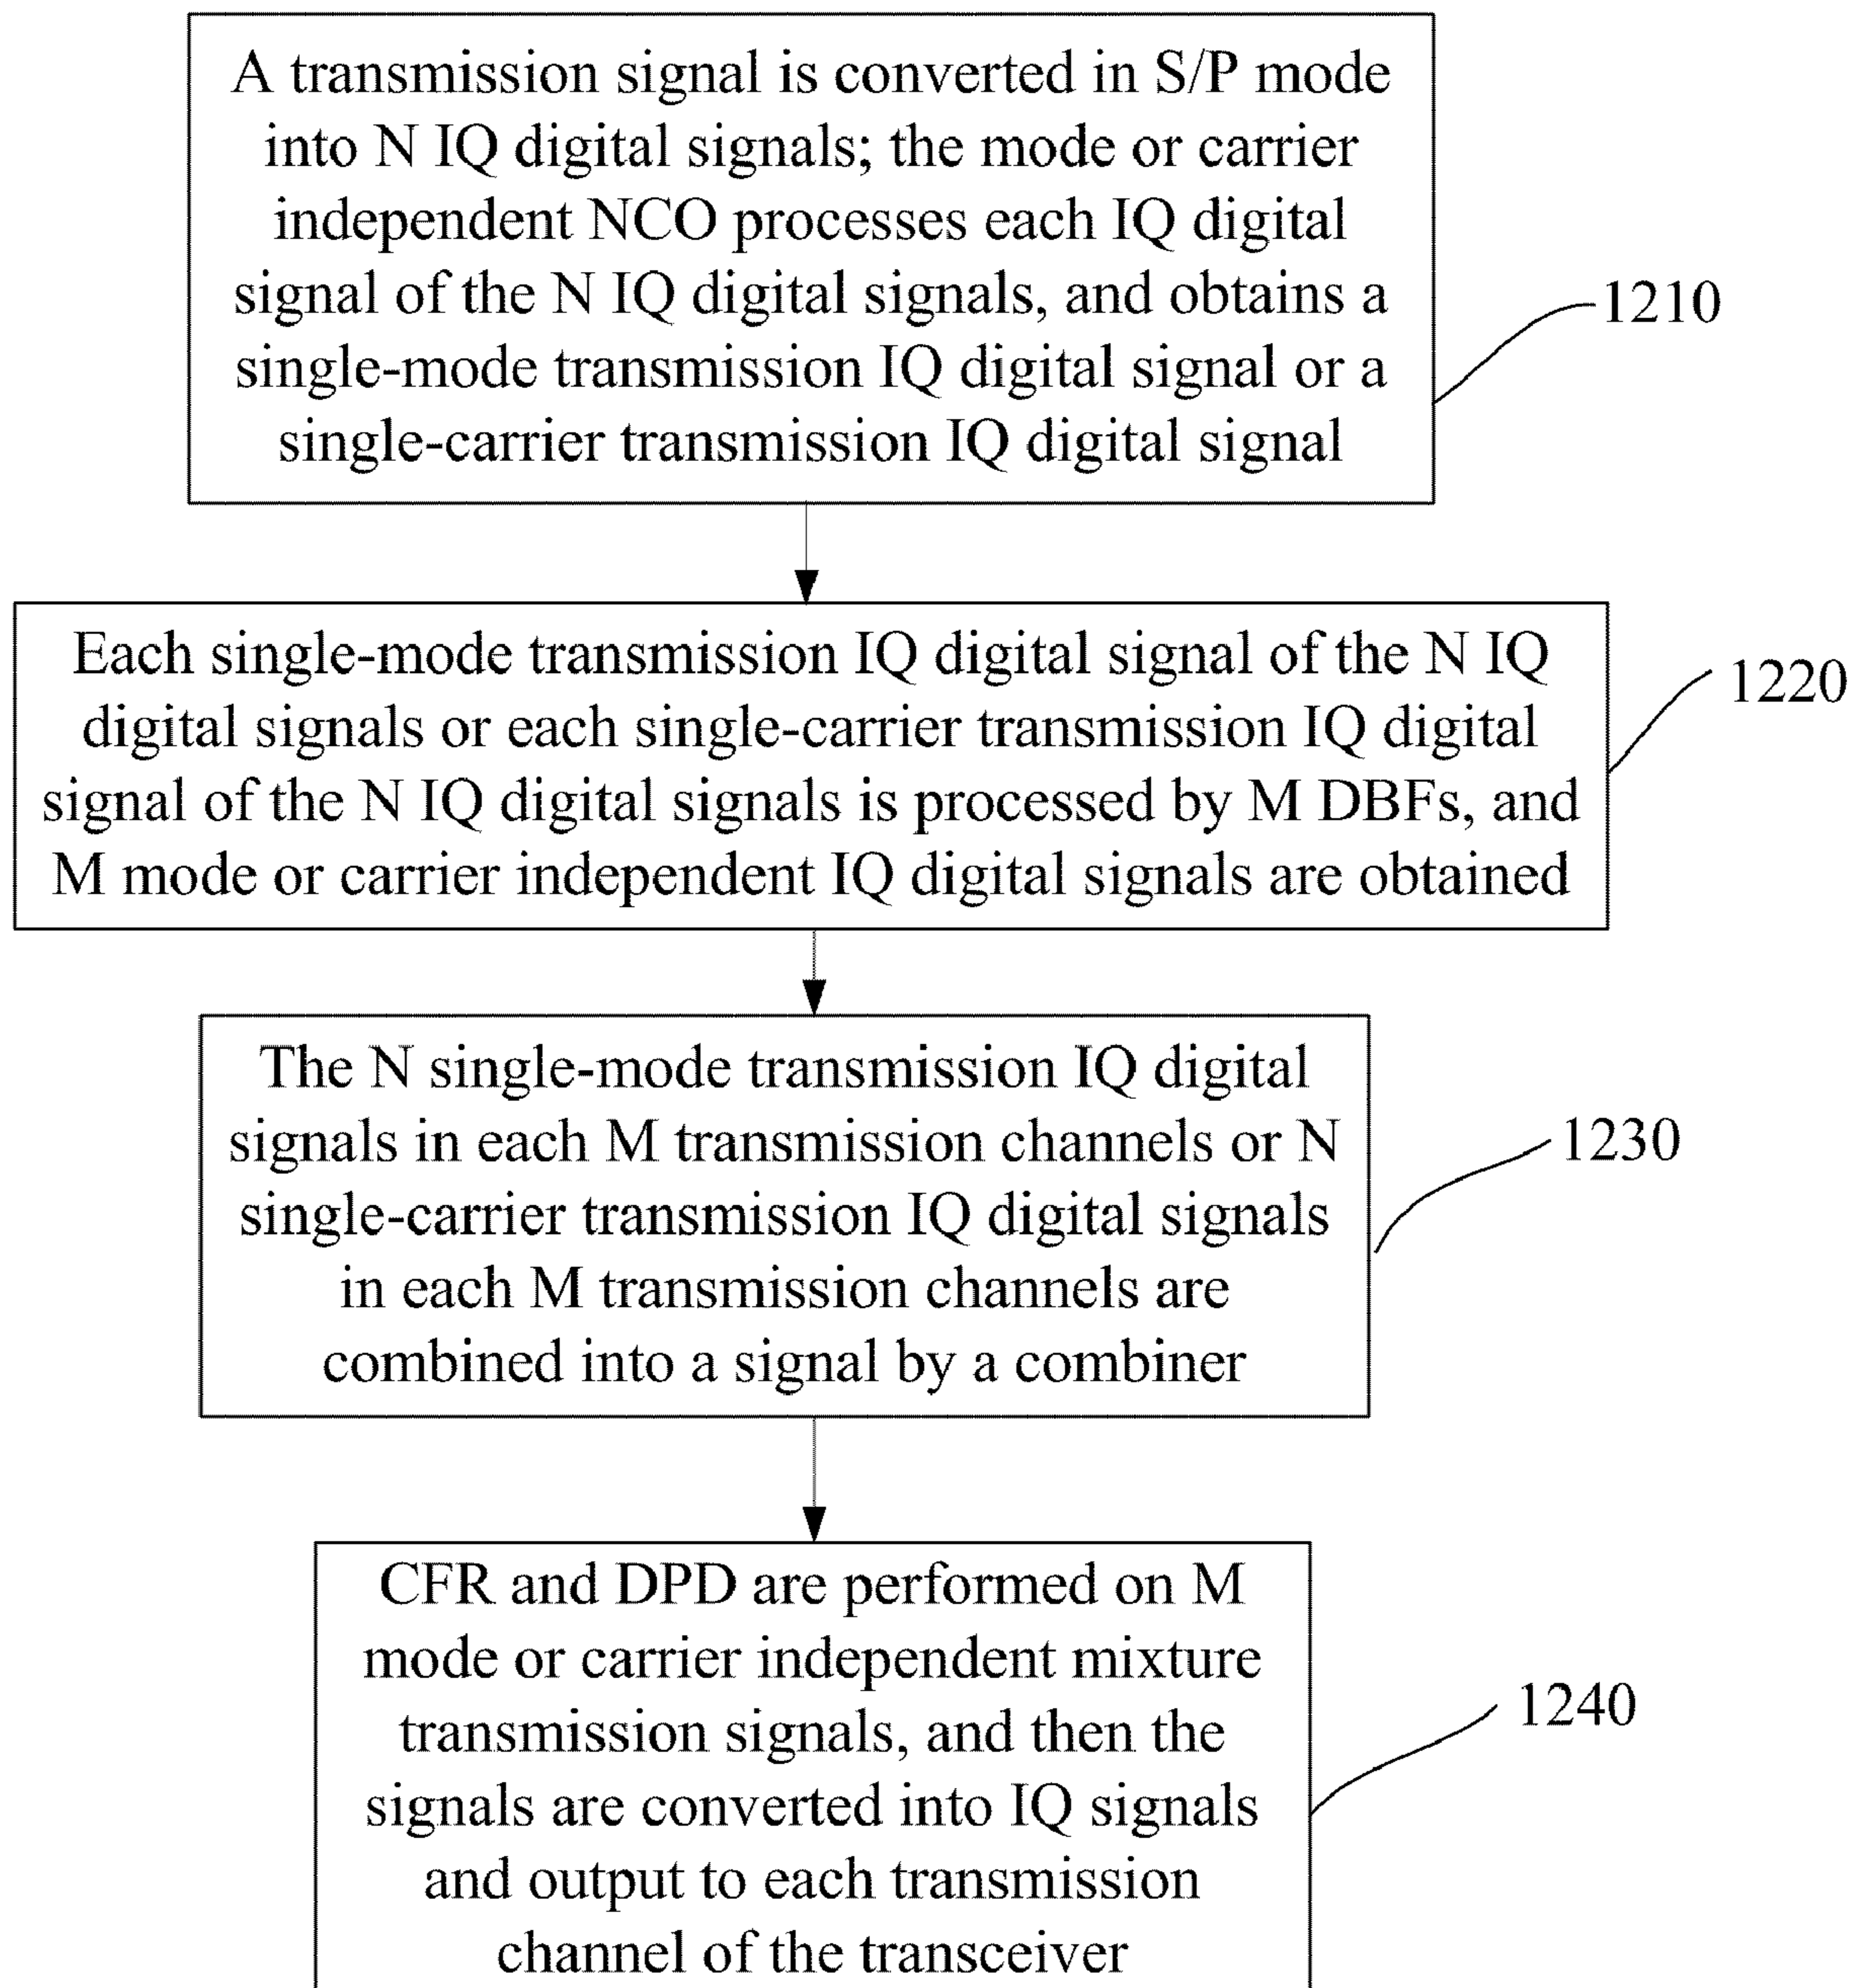 A transmission signal is converted in S/P mode
into N IQ digital signals; the mode or carrier
independent NCO processes each IQ digital
signal of the N IQ digital signals, and obtains a
single-mode transmission IQ digital signal or a
single-carrier transmission IQ digital signal
1210
Each single-mode transmission IQ digital signal of the N IQ
digital signals or each single-carrier transmission IQ digital
signal of the N IQ digital signals is processed by M DBFs, and
M mode or carrier independent IQ digital signals are obtained
1220
The N single-mode transmission IQ digital
signals in each M transmission channels or N
single-carrier transmission IQ digital signals
in each M transmission channels are
combined into a signal by a combiner
1230
CFR and DPD are performed on M
mode or carrier independent mixture
transmission signals, and then the
signals are converted into IQ signals
and output to each transmission
channel of the transceiver
1240